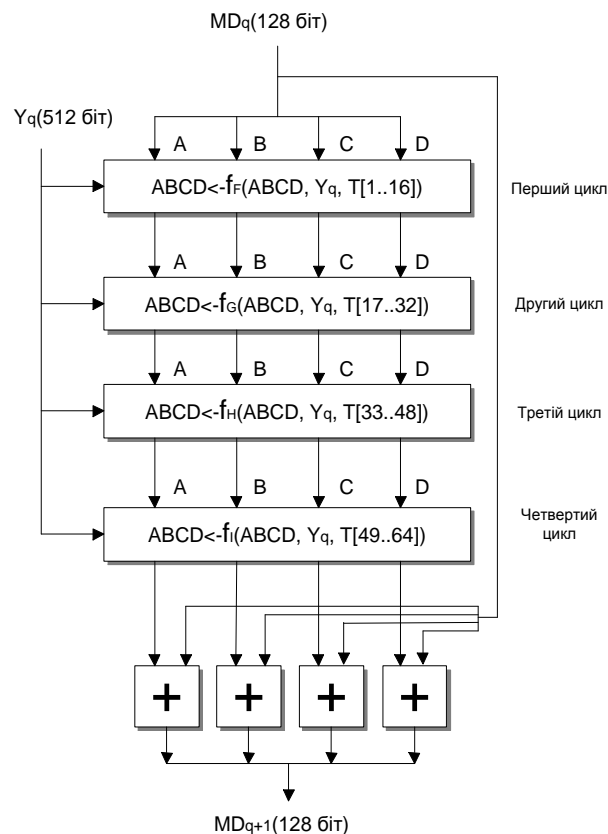 MDq(128 біт)
Yq(512 біт)
A B C D
ABCD<-fF(ABCD, Yq, T[1..16])
Перший цикл
A B C D
ABCD<-fG(ABCD, Yq, T[17..32])
Другий цикл
A B C D
ABCD<-fH(ABCD, Yq, T[33..48])
Третій цикл
A B C D
ABCD<-fI(ABCD, Yq, T[49..64])
Четвертий
цикл
+ + + +
MDq+1(128 біт)